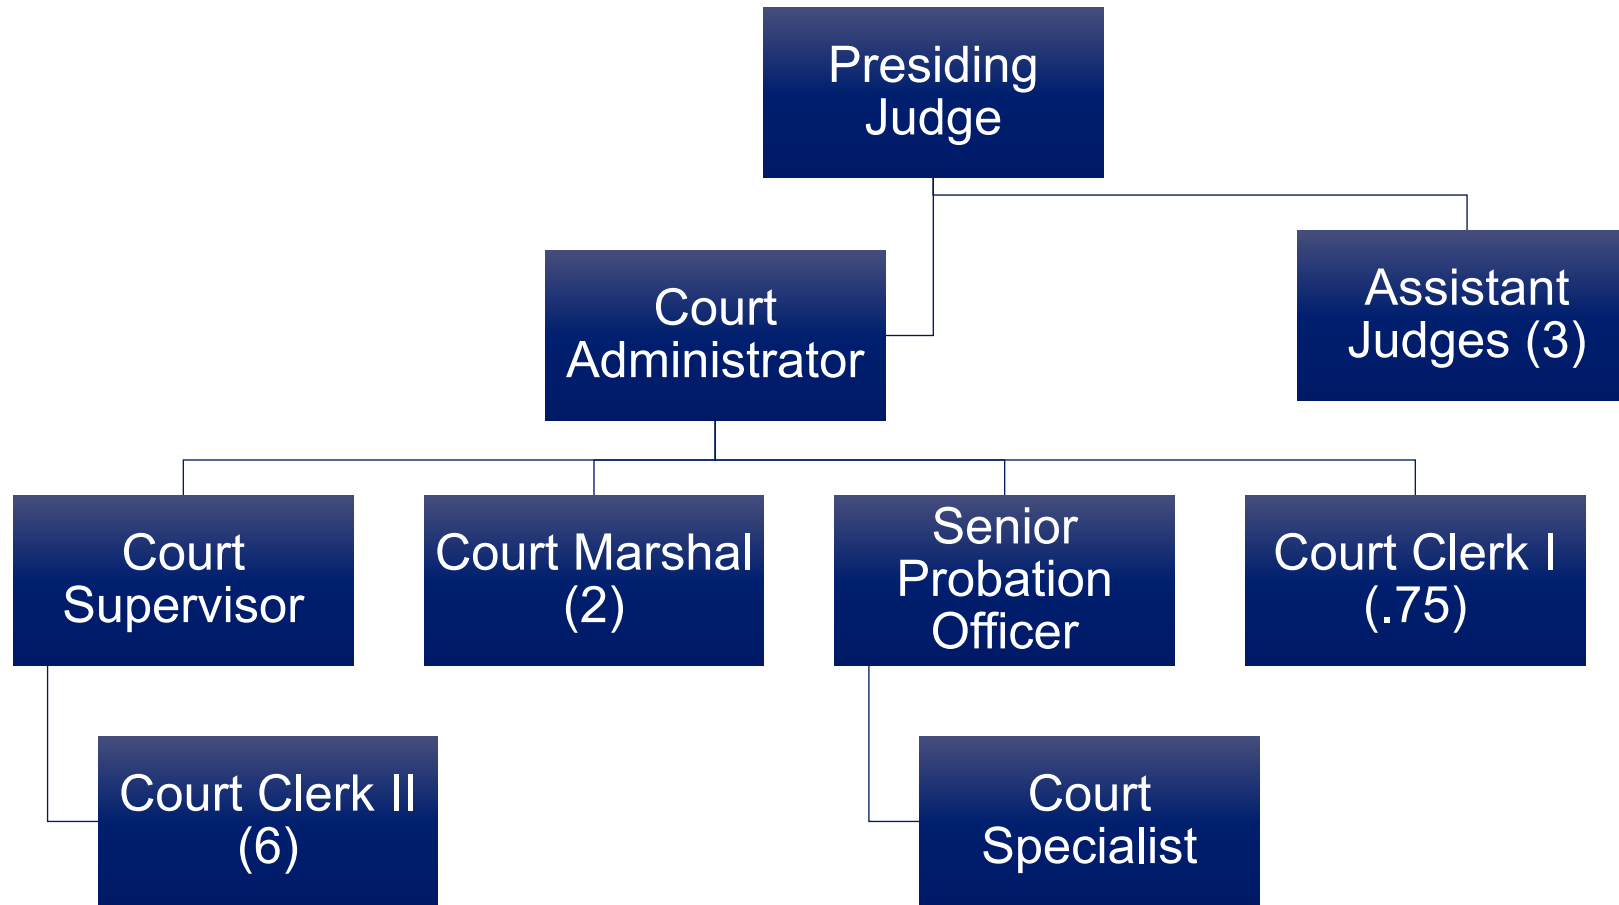 Presiding
Judge
Court
Administrator
Assistant
Judges (3)
Court
Supervisor
Court Marshal
(2)
Senior
Probation
Officer
Court Clerk I
(.75)
Court Clerk II
(6)
Court
Specialist